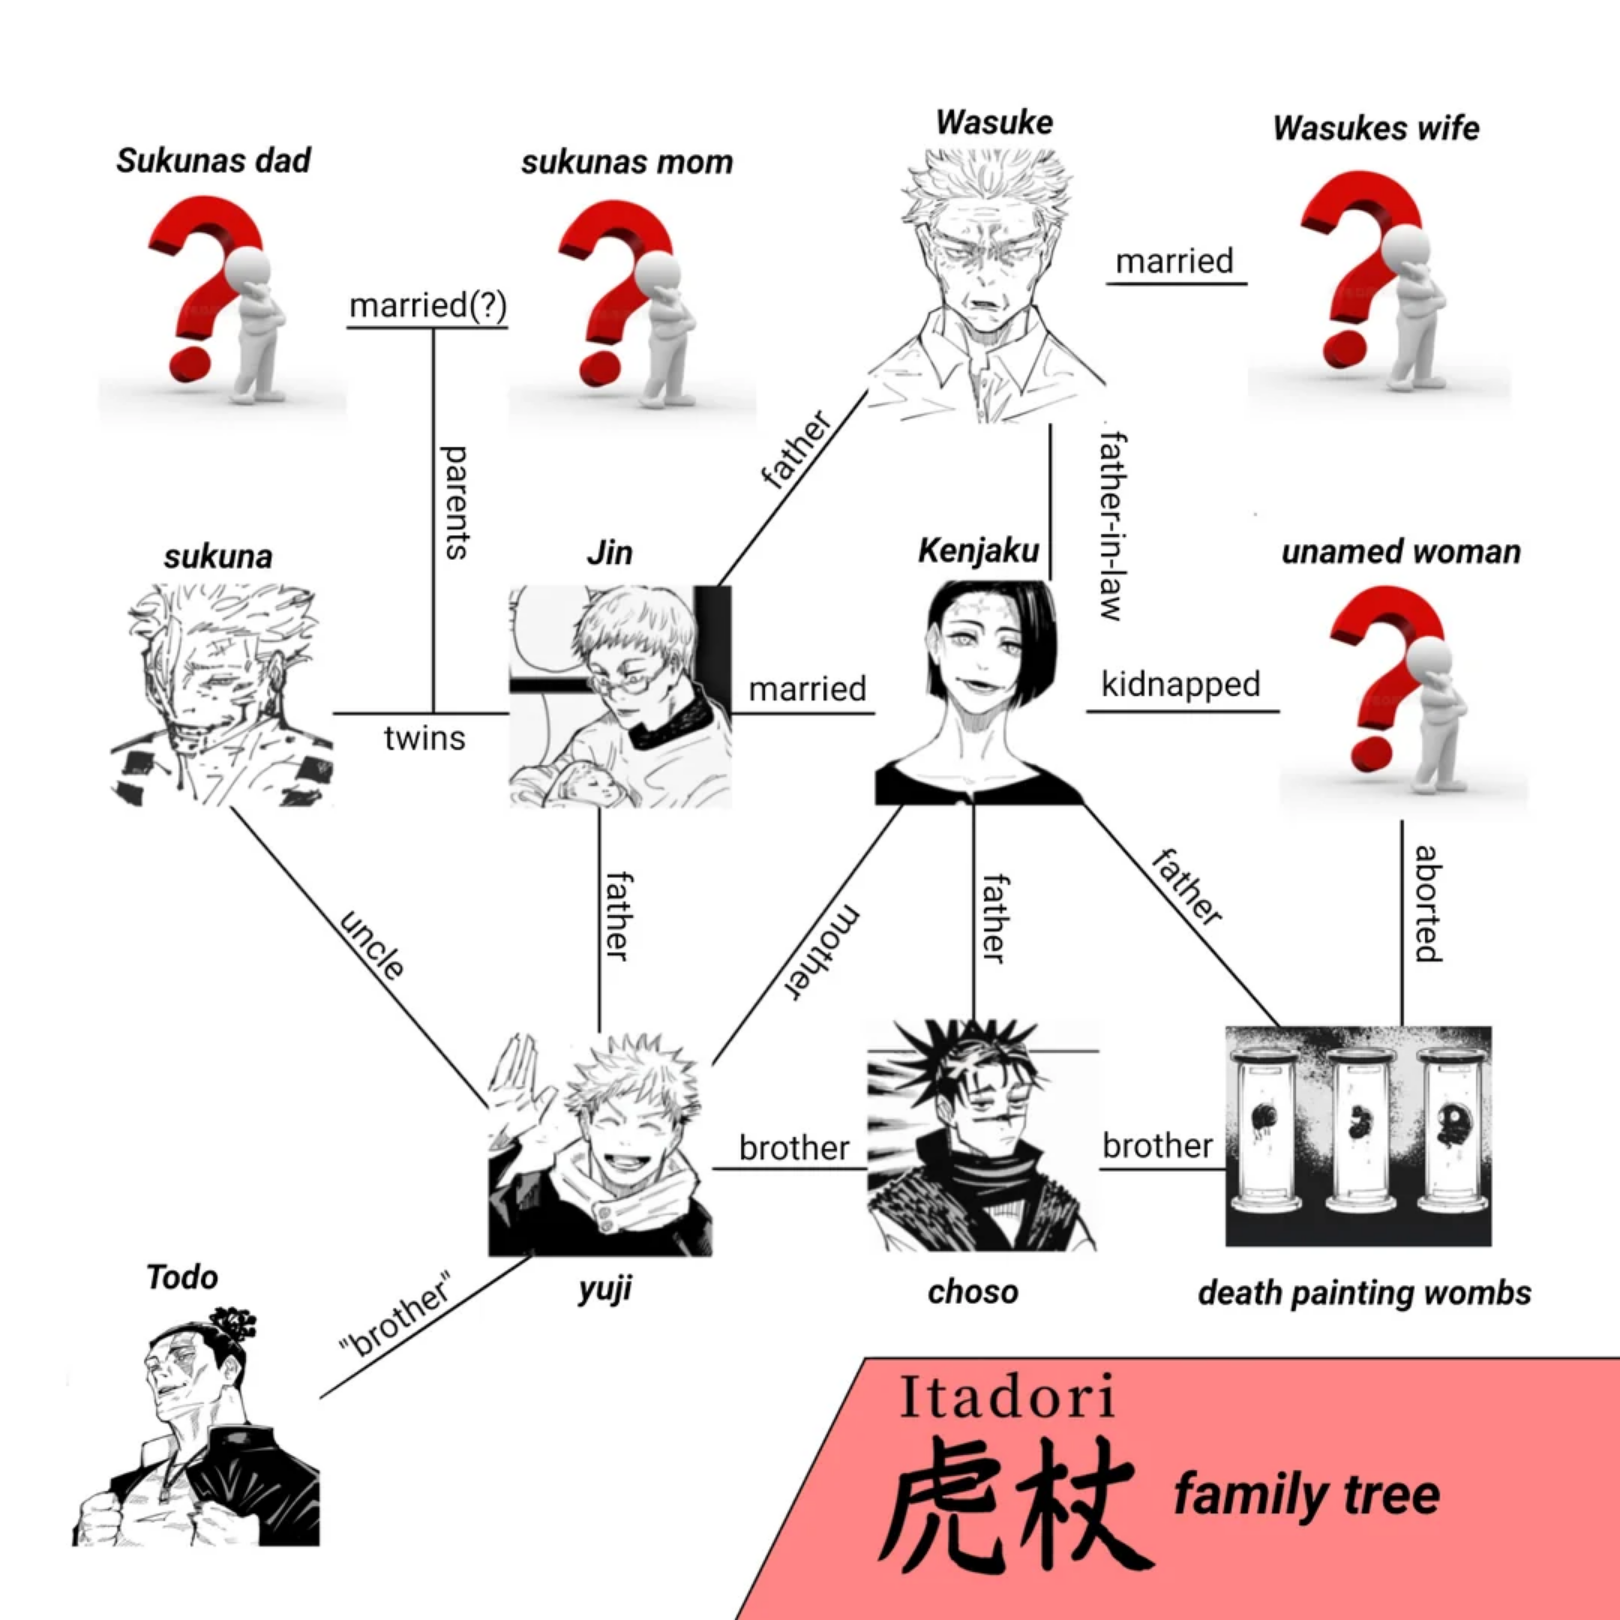 Wasuke
Wasukes wife
Sukunas dad
sukunas mom
married
married(?)
father
father-in-law
parents
sukuna
Jin
Kenjaku
unamed woman
twins
married
kidnapped
uncle
father
mother
father
father
aborted
brother
brother
Todo
"brother"
yuji
choso
death painting wombs
Itadori
虎杖 family tree